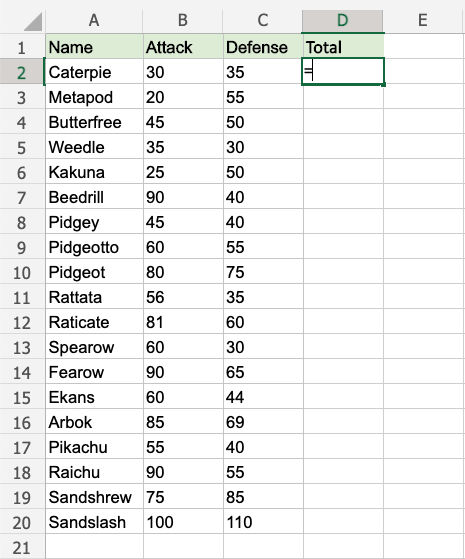 A B C D E
1 Name Attack Defense Total
2 Caterpie 30 35 =
3 Metapod 20 55
4 Butterfree 45 50
5 Weedle 35 30
6 Kakuna 25 50
7 Beedrill 90 40
8 Pidgey 45 40
9 Pidgeotto 60 55
10 Pidgeot 80 75
11 Rattata 56 35
12 Raticate 81 60
13 Spearow 60 30
14 Fearow 90 65
15 Ekans 60 44
16 Arbok 85 69
17 Pikachu 55 40
18 Raichu 90 55
19 Sandshrew 75 85
20 Sandslash 100 110
21